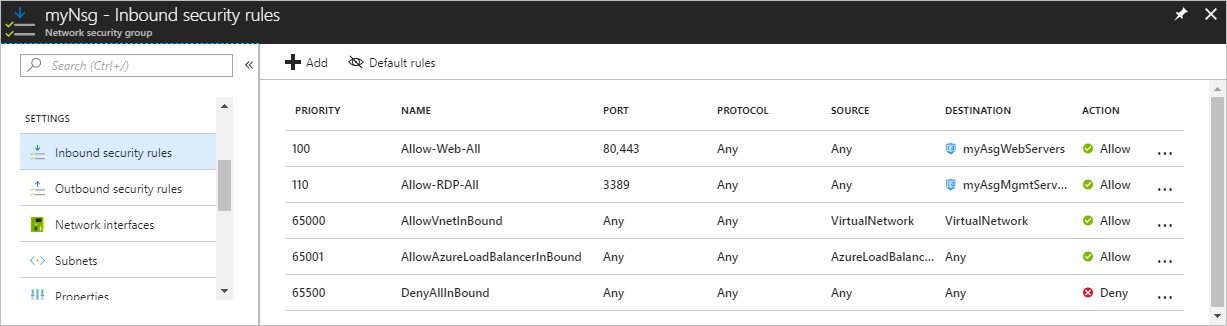 myNsg - Inbound security rules
Network security group
Search (Ctrl+/)
«
Add Default rules
SETTINGS
Inbound security rules
Outbound security rules
Network interfaces
Subnets
Properties
PRIORITY NAME PORT PROTOCOL SOURCE DESTINATION ACTION
100 Allow-Web-All 80,443 Any Any myAsgWebServers Allow ...
110 Allow-RDP-All 3389 Any Any myAsgMgmtServ... Allow ...
65000 AllowVnetInBound Any Any VirtualNetwork VirtualNetwork Allow ...
65001 AllowAzureLoadBalancerInBound Any Any AzureLoadBalanc... Any Allow ...
65500 DenyAllInBound Any Any Any Any Deny ...